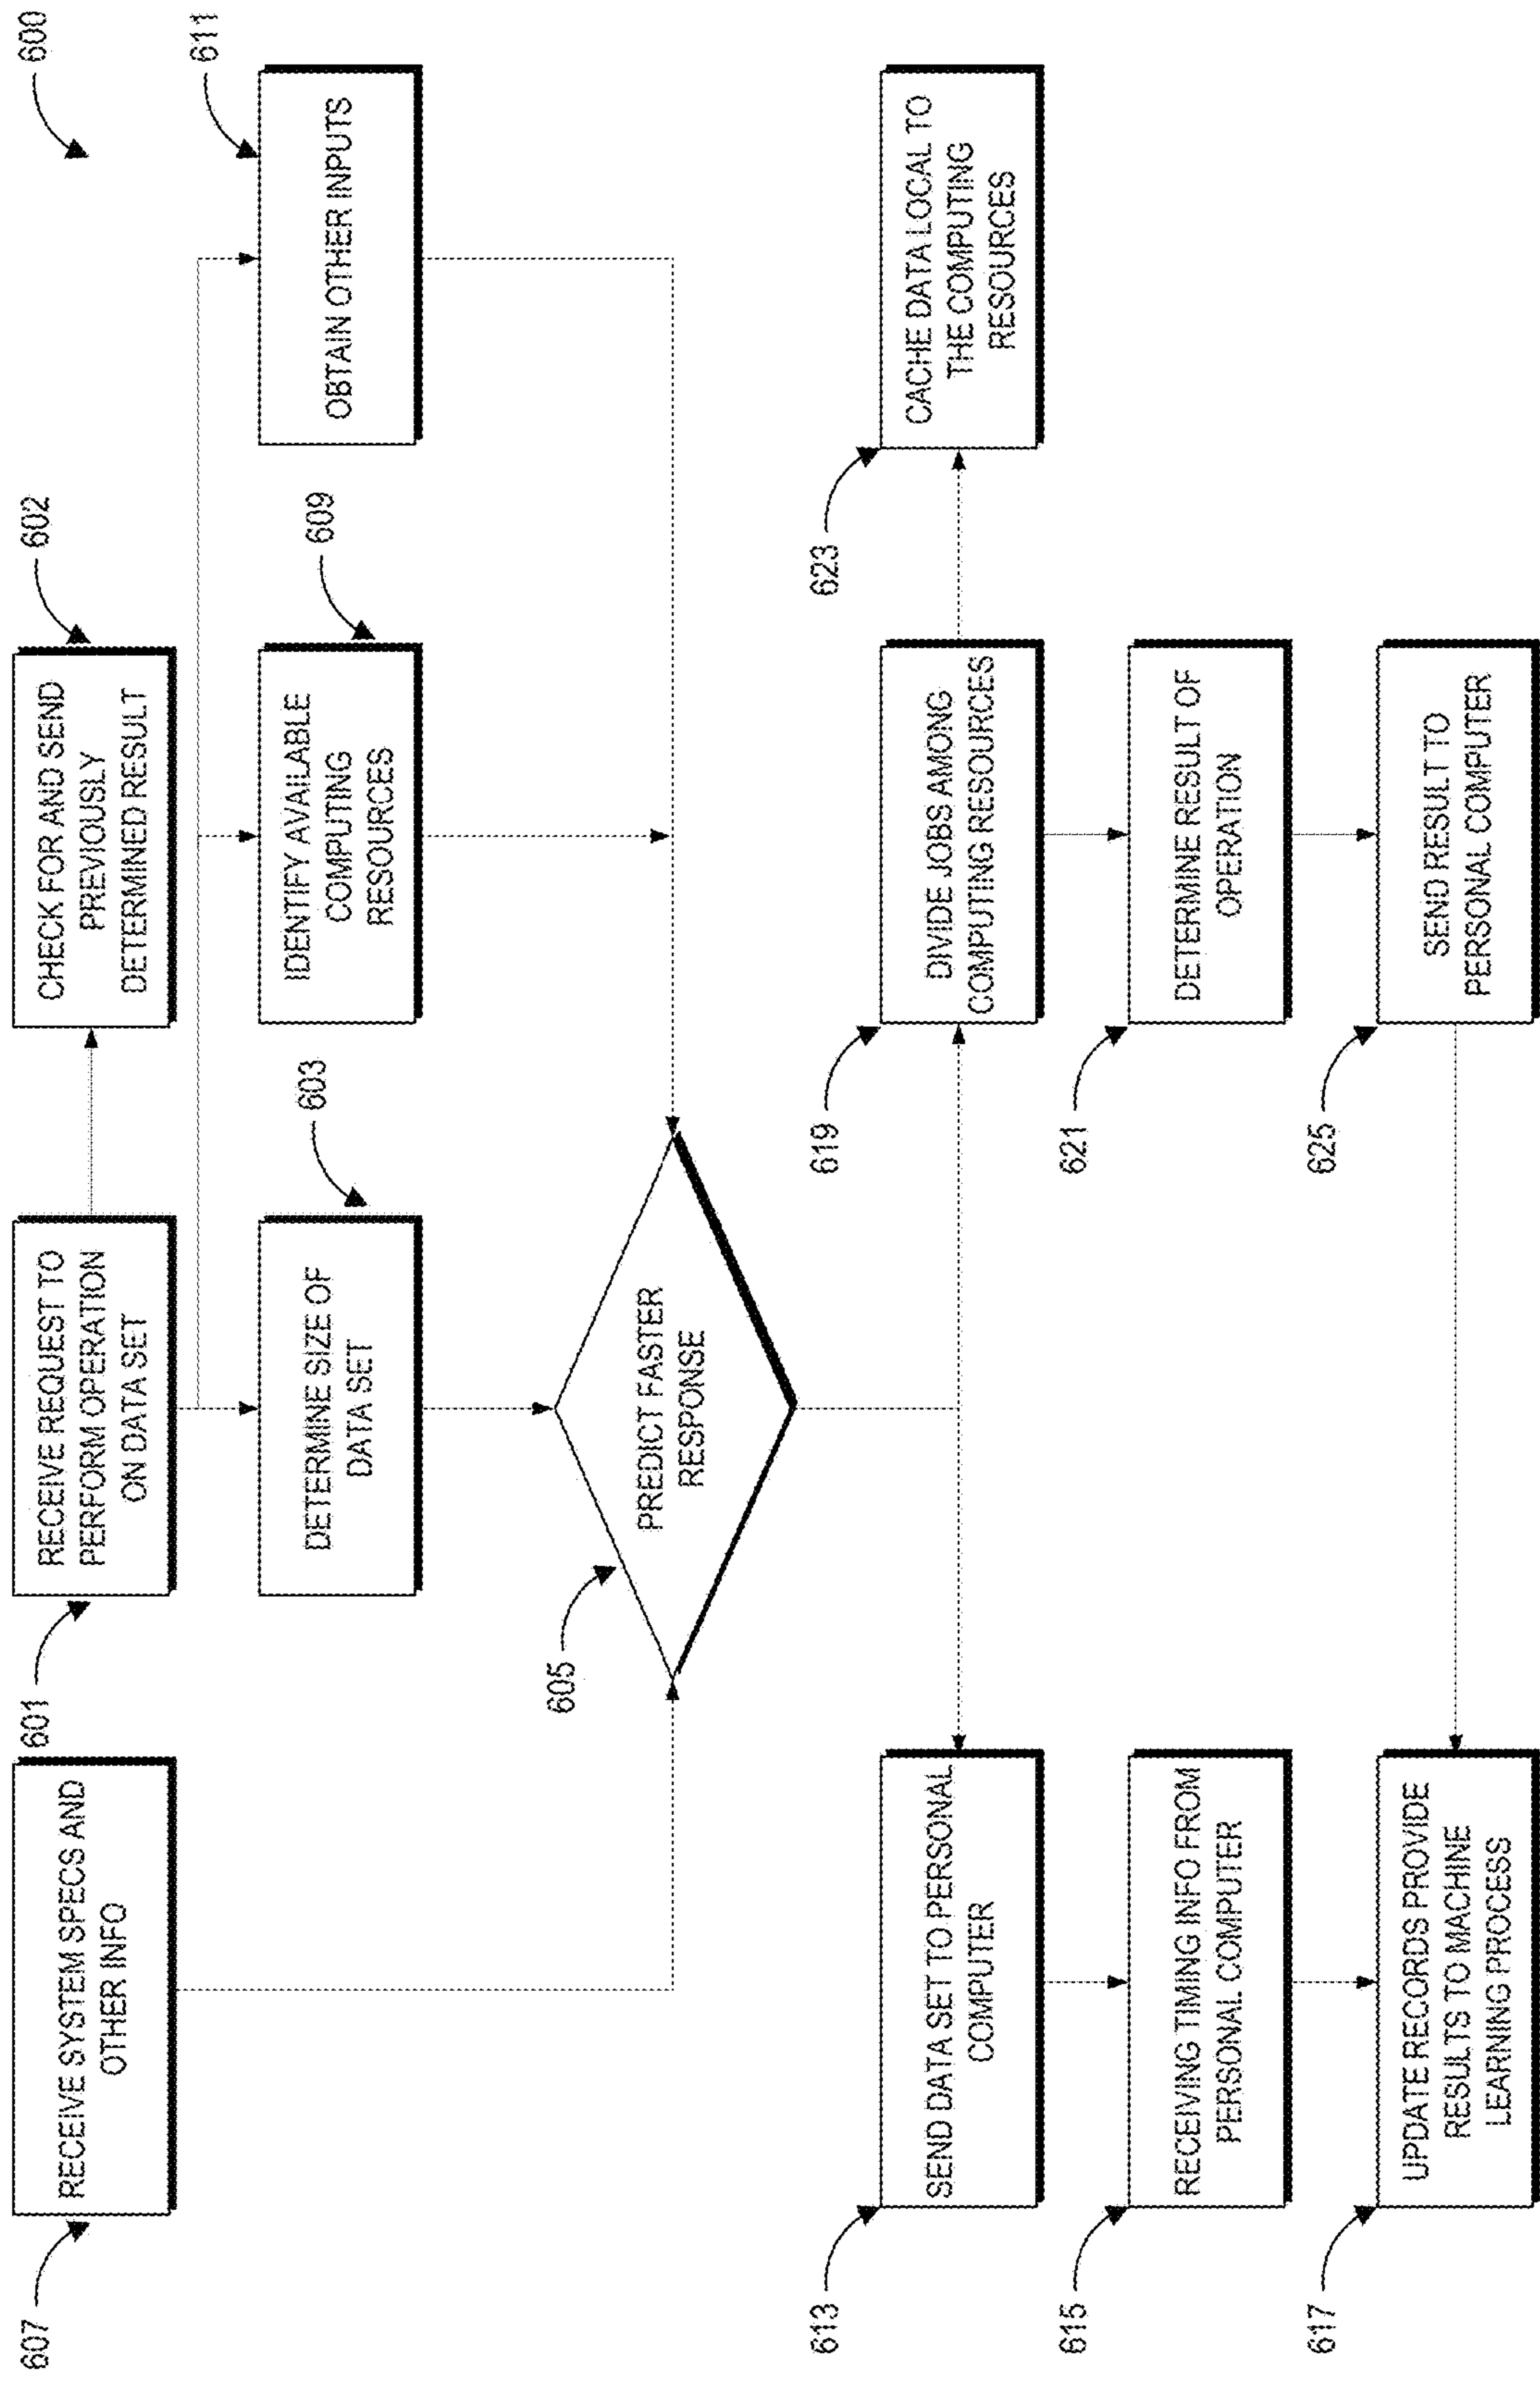 600
607
RECEIVE SYSTEM SPECS AND
OTHER INFO
601
RECEIVE REQUEST TO
PERFORM OPERATION
ON DATA SET
602
CHECK FOR AND SEND
PREVIOUSLY
DETERMINED RESULT
603
DETERMINE SIZE OF
DATA SET
609
IDENTIFY AVAILABLE
COMPUTING
RESOURCES
611
OBTAIN OTHER INPUTS
605
PREDICT FASTER
RESPONSE
613
SEND DATA SET TO PERSONAL
COMPUTER
619
DIVIDE JOBS AMONG
COMPUTING RESOURCES
623
CACHE DATA LOCAL TO
THE COMPUTING
RESOURCES
615
RECEIVING TIMING INFO FROM
PERSONAL COMPUTER
621
DETERMINE RESULT OF
OPERATION
617
UPDATE RECORDS PROVIDE
RESULTS TO MACHINE
LEARNING PROCESS
625
SEND RESULT TO
PERSONAL COMPUTER